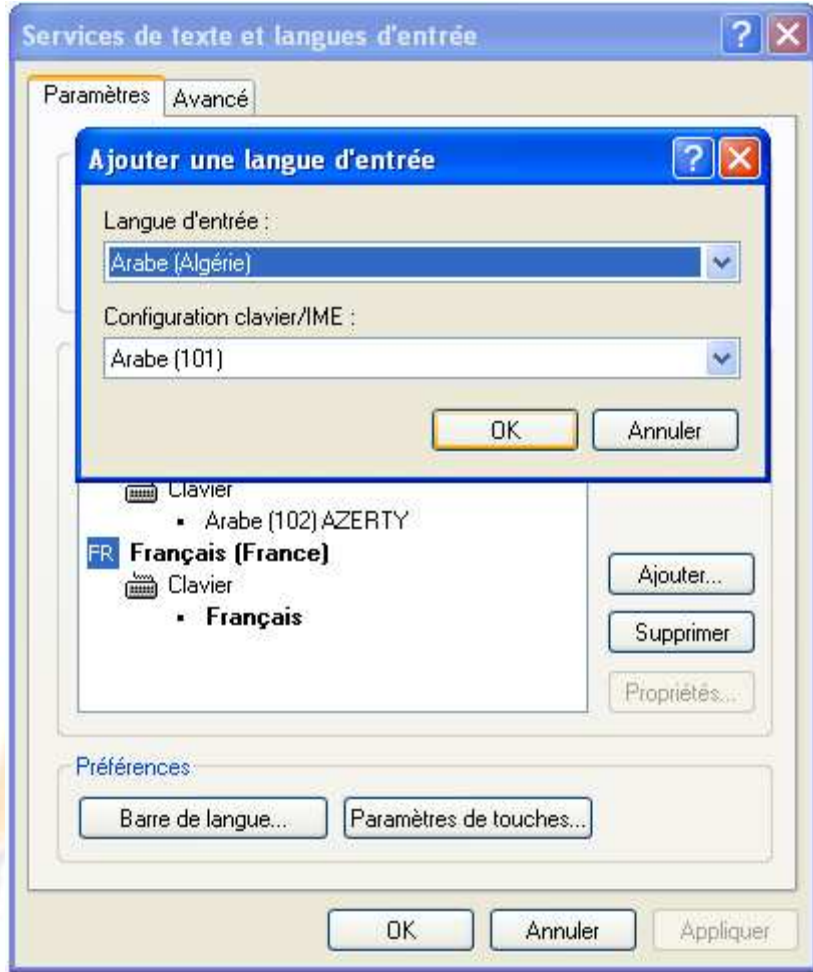 Services de texte et langues d'entrée
Paramètres
Avancé
Ajouter une langue d'entrée
Langue d'entrée :
Arabe (Algérie)
Configuration clavier/IME :
Arabe (101)
OK
Annuler
Clavier
Arabe (102) AZERTY
FR Français (France)
Clavier
Français
Ajouter...
Supprimer
Propriétés...
Préférences
Barre de langue...
Paramètres de touches...
OK
Annuler
Appliquer